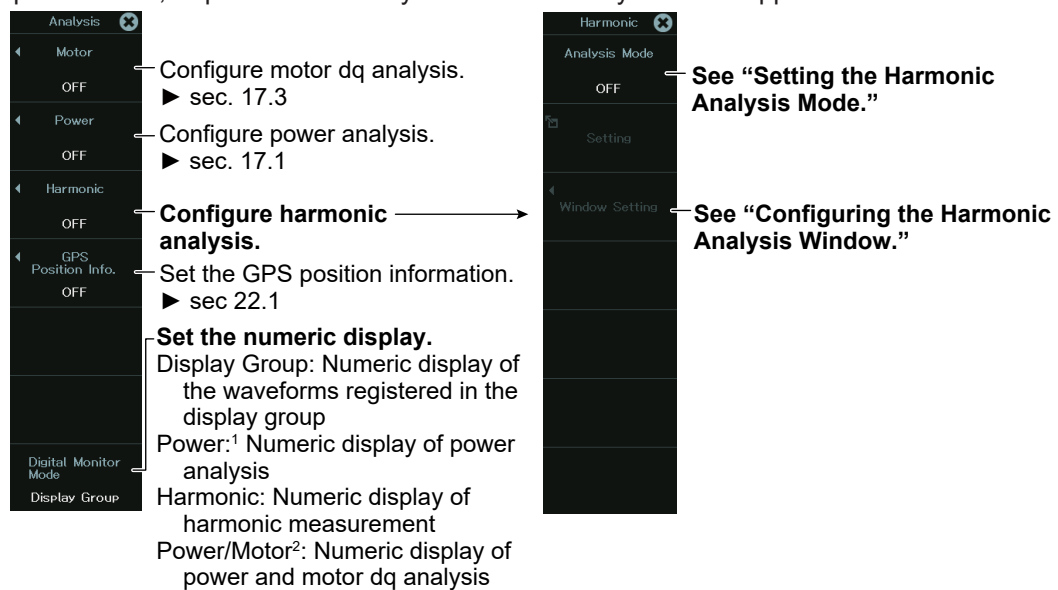 Analysis
Motor
OFF
Power
OFF
Harmonic
OFF
GPS
Position Info.
OFF
Digital Monitor
Mode
Display Group
Configure motor dq analysis.
► sec. 17.3
Configure power analysis.
► sec. 17.1
Configure harmonic
analysis.
Set the GPS position information.
► sec 22.1
Set the numeric display.
Display Group: Numeric display of
the waveforms registered in the
display group
Power:¹ Numeric display of power
analysis
Harmonic: Numeric display of
harmonic measurement
Power/Motor²: Numeric display of
power and motor dq analysis
Harmonic
Analysis Mode
OFF
Setting
Window Setting
See “Setting the Harmonic
Analysis Mode.”
See “Configuring the Harmonic
Analysis Window.”